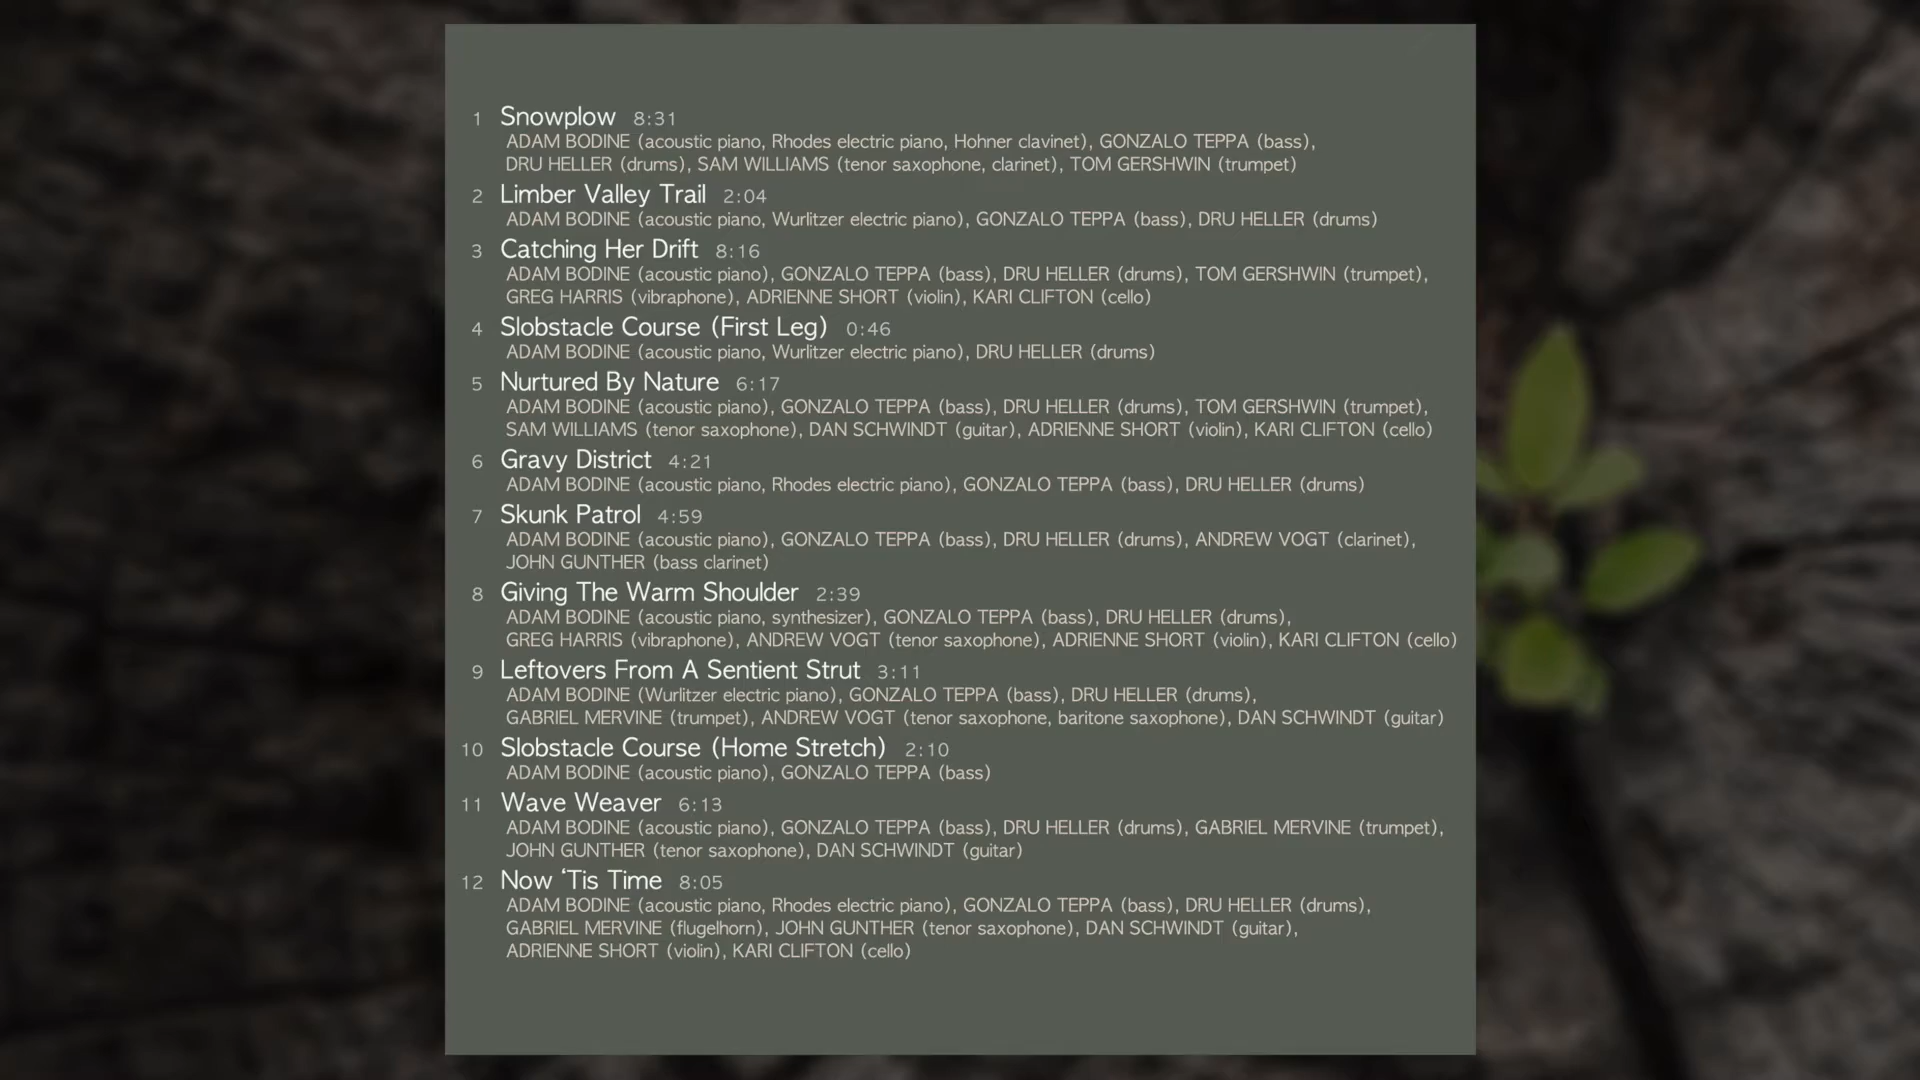 1 Snowplow 8:31
ADAM BODINE (acoustic piano, Rhodes electric piano, Hohner clavinet), GONZALO TEPPA (bass),
DRU HELLER (drums), SAM WILLIAMS (tenor saxophone, clarinet), TOM GERSHWIN (trumpet)
2 Limber Valley Trail 2:04
ADAM BODINE (acoustic piano, Wurlitzer electric piano), GONZALO TEPPA (bass), DRU HELLER (drums)
3 Catching Her Drift 8:16
ADAM BODINE (acoustic piano), GONZALO TEPPA (bass), DRU HELLER (drums), TOM GERSHWIN (trumpet),
GREG HARRIS (vibraphone), ADRIENNE SHORT (violin), KARI CLIFTON (cello)
4 Slobstacle Course (First Leg) 0:46
ADAM BODINE (acoustic piano, Wurlitzer electric piano), DRU HELLER (drums)
5 Nurtured By Nature 6:17
ADAM BODINE (acoustic piano), GONZALO TEPPA (bass), DRU HELLER (drums), TOM GERSHWIN (trumpet),
SAM WILLIAMS (tenor saxophone), DAN SCHWINDT (guitar), ADRIENNE SHORT (violin), KARI CLIFTON (cello)
6 Gravy District 4:21
ADAM BODINE (acoustic piano, Rhodes electric piano), GONZALO TEPPA (bass), DRU HELLER (drums)
7 Skunk Patrol 4:59
ADAM BODINE (acoustic piano), GONZALO TEPPA (bass), DRU HELLER (drums), ANDREW VOGT (clarinet),
JOHN GUNTHER (bass clarinet)
8 Giving The Warm Shoulder 2:39
ADAM BODINE (acoustic piano, synthesizer), GONZALO TEPPA (bass), DRU HELLER (drums),
GREG HARRIS (vibraphone), ANDREW VOGT (tenor saxophone), ADRIENNE SHORT (violin), KARI CLIFTON (cello)
9 Leftovers From A Sentient Strut 3:11
ADAM BODINE (Wurlitzer electric piano), GONZALO TEPPA (bass), DRU HELLER (drums),
GABRIEL MERVINE (trumpet), ANDREW VOGT (tenor saxophone, baritone saxophone), DAN SCHWINDT (guitar)
10 Slobstacle Course (Home Stretch) 2:10
ADAM BODINE (acoustic piano), GONZALO TEPPA (bass)
11 Wave Weaver 6:13
ADAM BODINE (acoustic piano), GONZALO TEPPA (bass), DRU HELLER (drums), GABRIEL MERVINE (trumpet),
JOHN GUNTHER (tenor saxophone), DAN SCHWINDT (guitar)
12 Now ‘Tis Time 8:05
ADAM BODINE (acoustic piano, Rhodes electric piano), GONZALO TEPPA (bass), DRU HELLER (drums),
GABRIEL MERVINE (flugelhorn), JOHN GUNTHER (tenor saxophone), DAN SCHWINDT (guitar),
ADRIENNE SHORT (violin), KARI CLIFTON (cello)